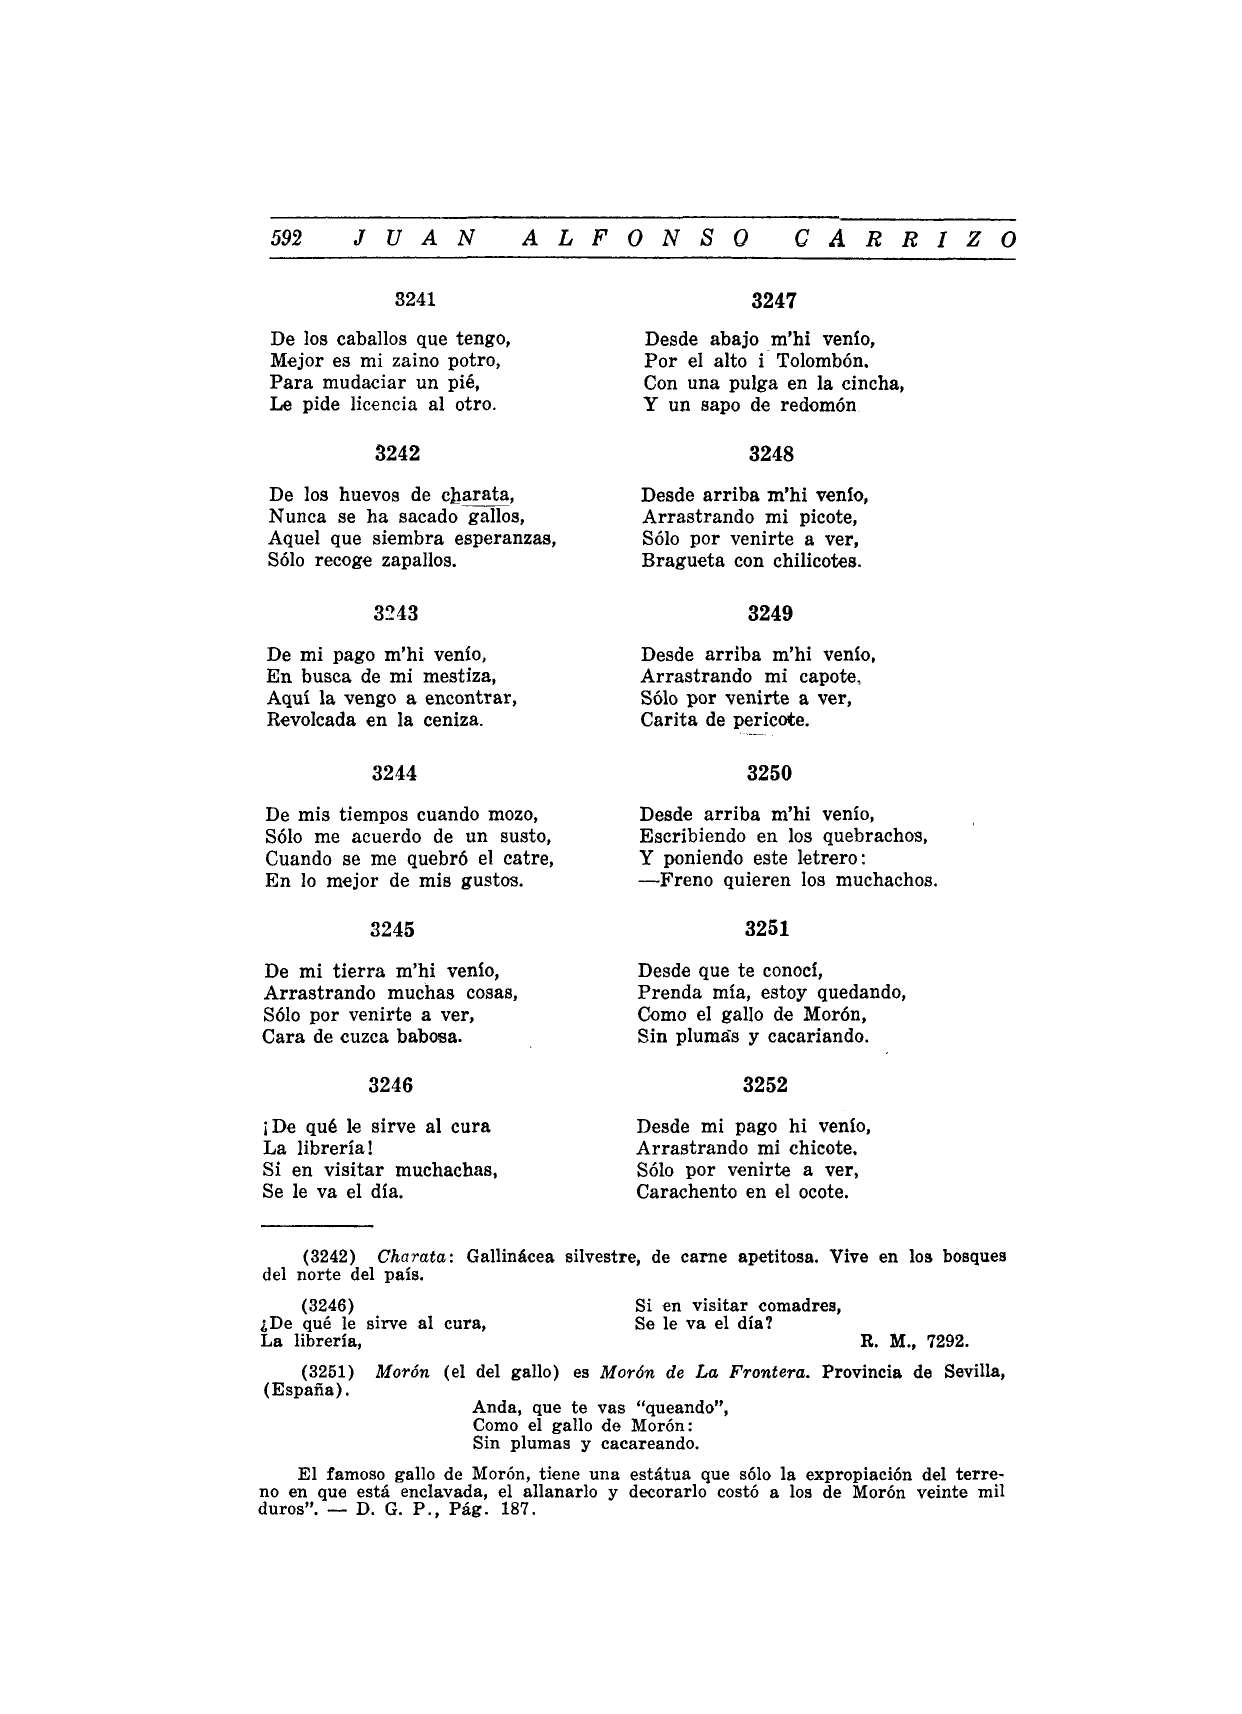 592 JUAN ALFONSO CARRIZO
3241
De los caballos que tengo,
Mejor es mi zaino potro,
Para mudaciar un pié,
Le pide licencia al otro.
3242
De los huevos de charata,
Nunca se ha sacado gallos,
Aquel que siembra esperanzas,
Sólo recoge zapallos.
3243
De mi pago m'hi venío,
En busca de mi mestiza,
Aquí la vengo a encontrar,
Revolcada en la ceniza.
3244
De mis tiempos cuando mozo,
Sólo me acuerdo de un susto,
Cuando se me quebró el catre,
En lo mejor de mis gustos.
3245
De mi tierra m'hi venío,
Arrastrando muchas cosas,
Sólo por venirte a ver,
Cara de cuzca babosa.
3246
¡De qué le sirve al cura
La librería!
Si en visitar muchachas,
Se le va el día.
3247
Desde abajo m'hi venío,
Por el alto i Tolombón.
Con una pulga en la cincha,
Y un sapo de redomón
3248
Desde arriba m'hi venío,
Arrastrando mi picote,
Sólo por venirte a ver,
Bragueta con chilicotes.
3249
Desde arriba m'hi venío,
Arrastrando mi capote,
Sólo por venirte a ver,
Carita de pericote.
3250
Desde arriba m'hi venío,
Escribiendo en los quebrachos,
Y poniendo este letrero:
—Freno quieren los muchachos.
3251
Desde que te conocí,
Prenda mía, estoy quedando,
Como el gallo de Morón,
Sin plumas y cacariando.
3252
Desde mi pago hi venío,
Arrastrando mi chicote.
Sólo por venirte a ver,
Carachento en el ocote.
(3242) Charata: Gallinácea silvestre, de carne apetitosa. Vive en los bosques
del norte del país.
(3246)
¿De qué le sirve al cura,
La librería,
Si en visitar comadres,
Se le va el día?
R. M., 7292.
(3251) Morón (el del gallo) es Morón de La Frontera. Provincia de Sevilla,
(España).
Anda, que te vas "queando",
Como el gallo de Morón:
Sin plumas y cacareando.
El famoso gallo de Morón, tiene una estátua que sólo la expropiación del terre-
no en que está enclavada, el allanarlo y decorarlo costó a los de Morón veinte mil
duros". — D. G. P., Pág. 187.